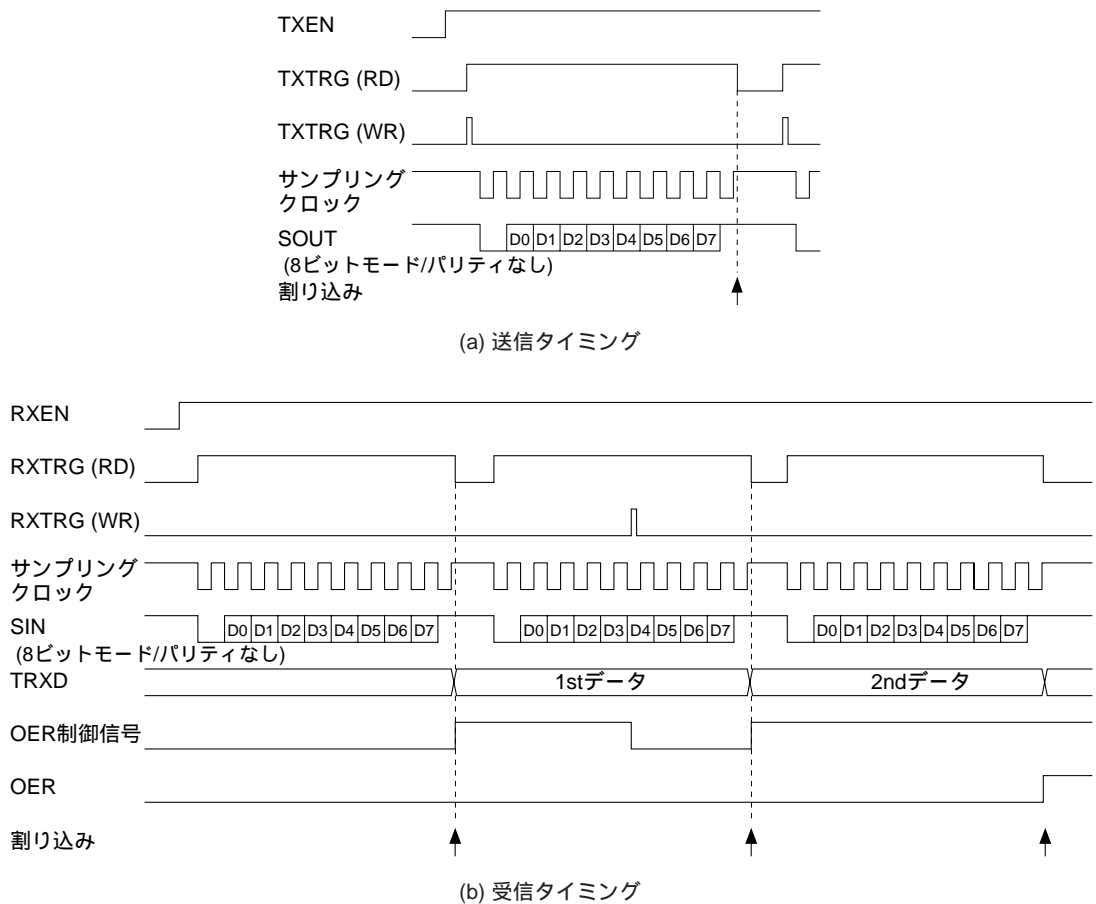 TXEN
TXTRG (RD)
TXTRG (WR)
サンプリング
クロック
SOUT
D0 D1 D2 D3 D4 D5 D6 D7
(8ビットモード/パリティなし)
割り込み
(a) 送信タイミング
RXEN
RXTRG (RD)
RXTRG (WR)
サンプリング
クロック
SIN
D0 D1 D2 D3 D4 D5 D6 D7 D0 D1 D2 D3 D4 D5 D6 D7 D0 D1 D2 D3 D4 D5 D6 D7
(8ビットモード/パリティなし)
TRXD 1stデータ 2ndデータ
OER制御信号
OER
割り込み
(b) 受信タイミング